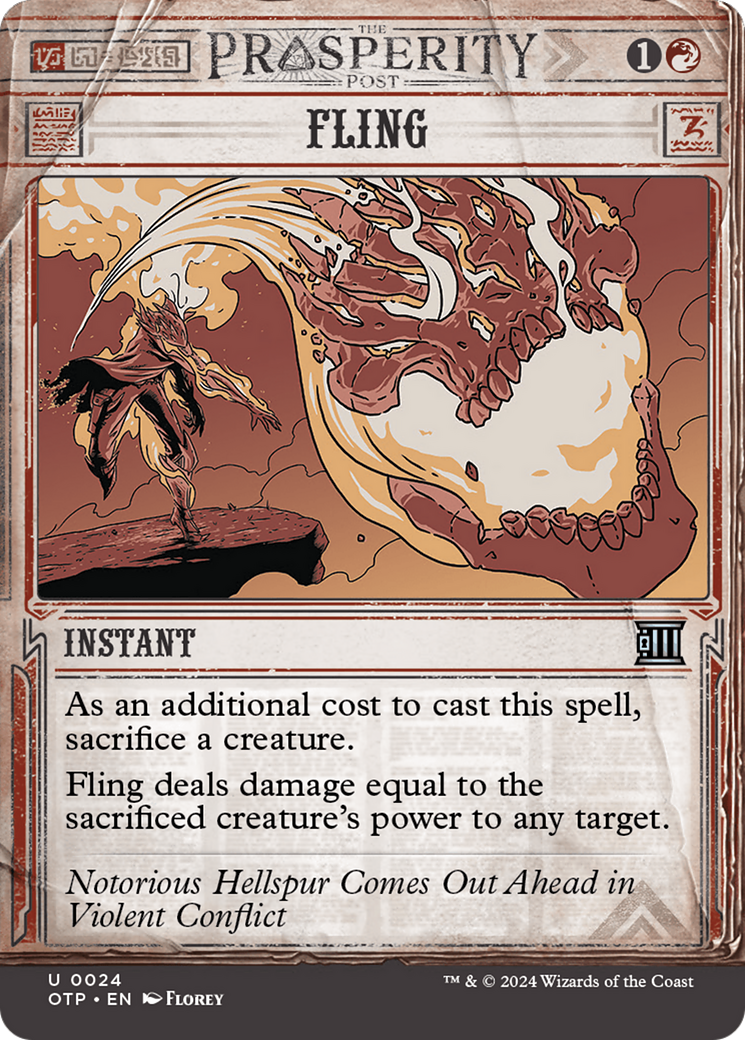 THE
PROSPERITY
POST
1
FLING
INSTANT
As an additional cost to cast this spell,
sacrifice a creature.
Fling deals damage equal to the
sacrificed creature's power to any target.
Notorious Hellspur Comes Out Ahead in
Violent Conflict
U 0024
OTP • EN FLOREY
™ & © 2024 Wizards of the Coast